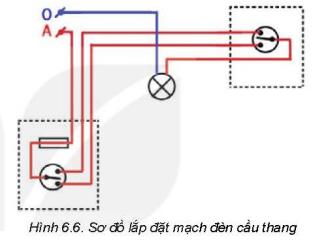 O
A
Hình 6.6. Sơ đồ lắp đặt mạch đèn cầu thang